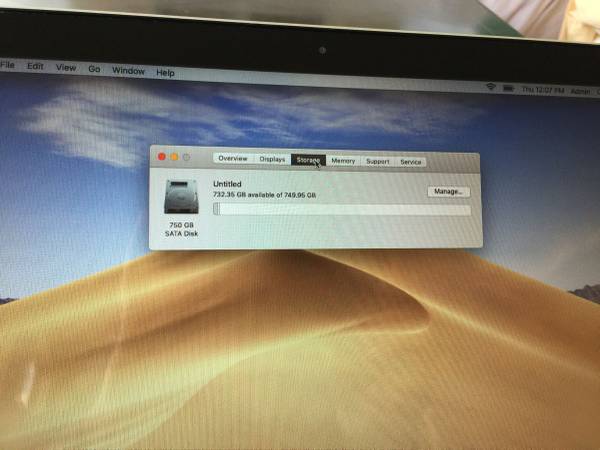 File Edit View Go Window Help
Thu 12:07 PM Admin
Overview Displays Storage Memory Support Service
Untitled
732.35 GB available of 749.95 GB
Manage...
750 GB
SATA Disk